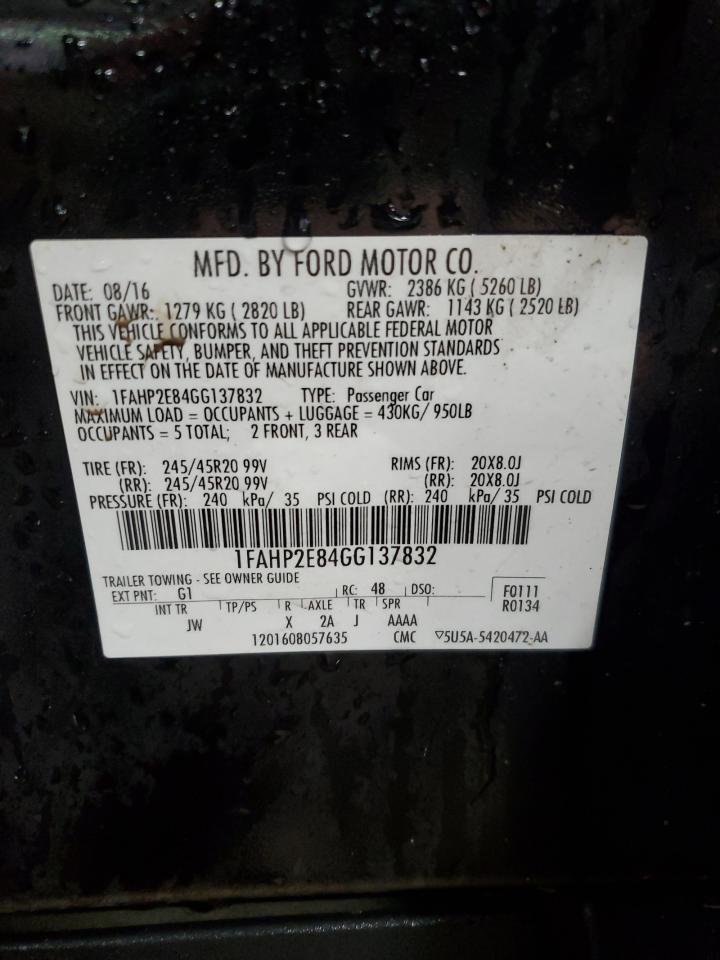 MFD. BY FORD MOTOR CO.
DATE: 08/16 GVWR: 2386 KG ( 5260 LB)
FRONT GAWR: 1279 KG ( 2820 LB) REAR GAWR: 1143 KG ( 2520 LB)
THIS VEHICLE CONFORMS TO ALL APPLICABLE FEDERAL MOTOR
VEHICLE SAFETY, BUMPER, AND THEFT PREVENTION STANDARDS
IN EFFECT ON THE DATE OF MANUFACTURE SHOWN ABOVE.
VIN: 1FAHP2E84GG137832 TYPE: Passenger Car
MAXIMUM LOAD = OCCUPANTS + LUGGAGE = 430KG/ 950LB
OCCUPANTS = 5 TOTAL; 2 FRONT, 3 REAR
TIRE (FR): 245/45R20 99V RIMS (FR): 20X8.0J
(RR): 245/45R20 99V (RR): 20X8.0J
PRESSURE (FR): 240 kPa/ 35 PSI COLD (RR): 240 kPa/ 35 PSI COLD
1FAHP2E84GG137832
TRAILER TOWING - SEE OWNER GUIDE
EXT PNT: G1 RC: 48 DSO: F0111
INT TR TP/PS R AXLE TR SPR R0134
JW X 2A J AAAA
1201608057635 CMC ▽5U5A-5420472-AA